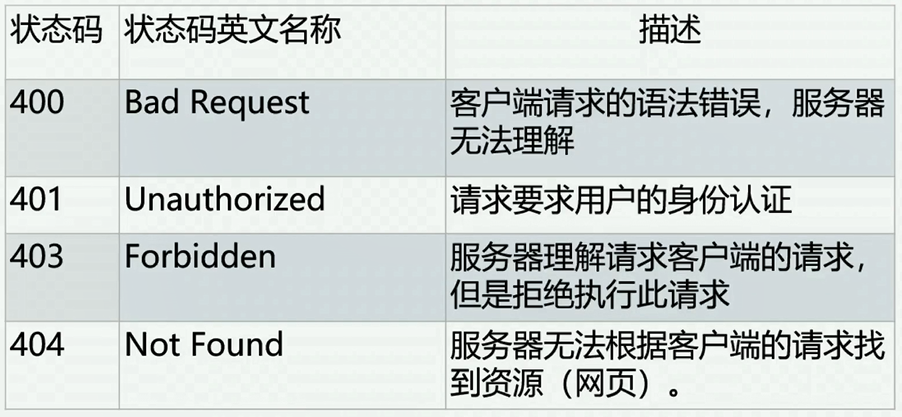 状态码 状态码英文名称 描述
400 Bad Request 客户端请求的语法错误，服务器
无法理解
401 Unauthorized 请求要求用户的身份认证
403 Forbidden 服务器理解请求客户端的请求，
但是拒绝执行此请求
404 Not Found 服务器无法根据客户端的请求找
到资源（网页）。